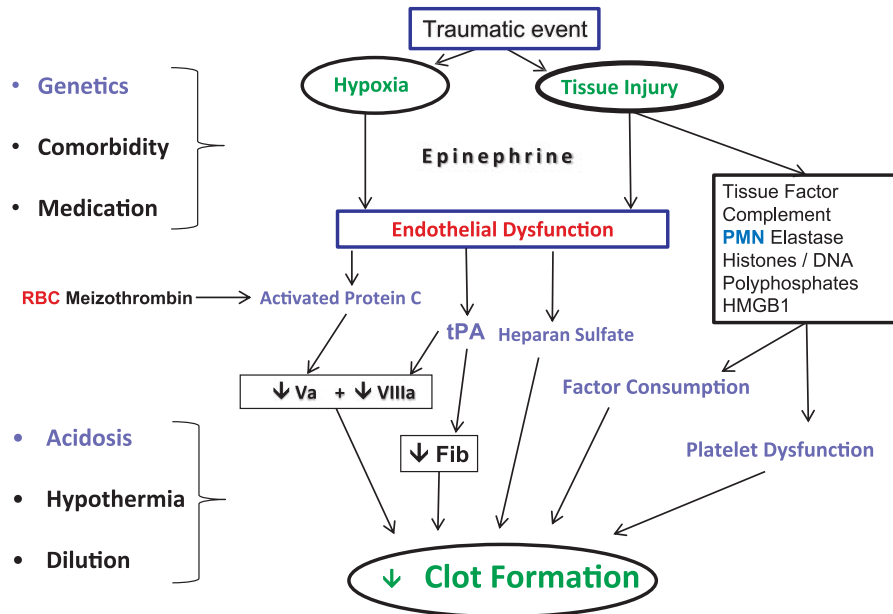 Traumatic event
• Genetics
• Comorbidity
• Medication
Hypoxia
Tissue Injury
Epinephrine
Tissue Factor
Complement
PMN Elastase
Histones / DNA
Polyphosphates
HMGB1
Endothelial Dysfunction
RBC Meizothrombin
Activated Protein C
tPA
Heparan Sulfate
↓ Va + ↓ VIIIa
Factor Consumption
• Acidosis
• Hypothermia
• Dilution
↓ Fib
Platelet Dysfunction
↓ Clot Formation